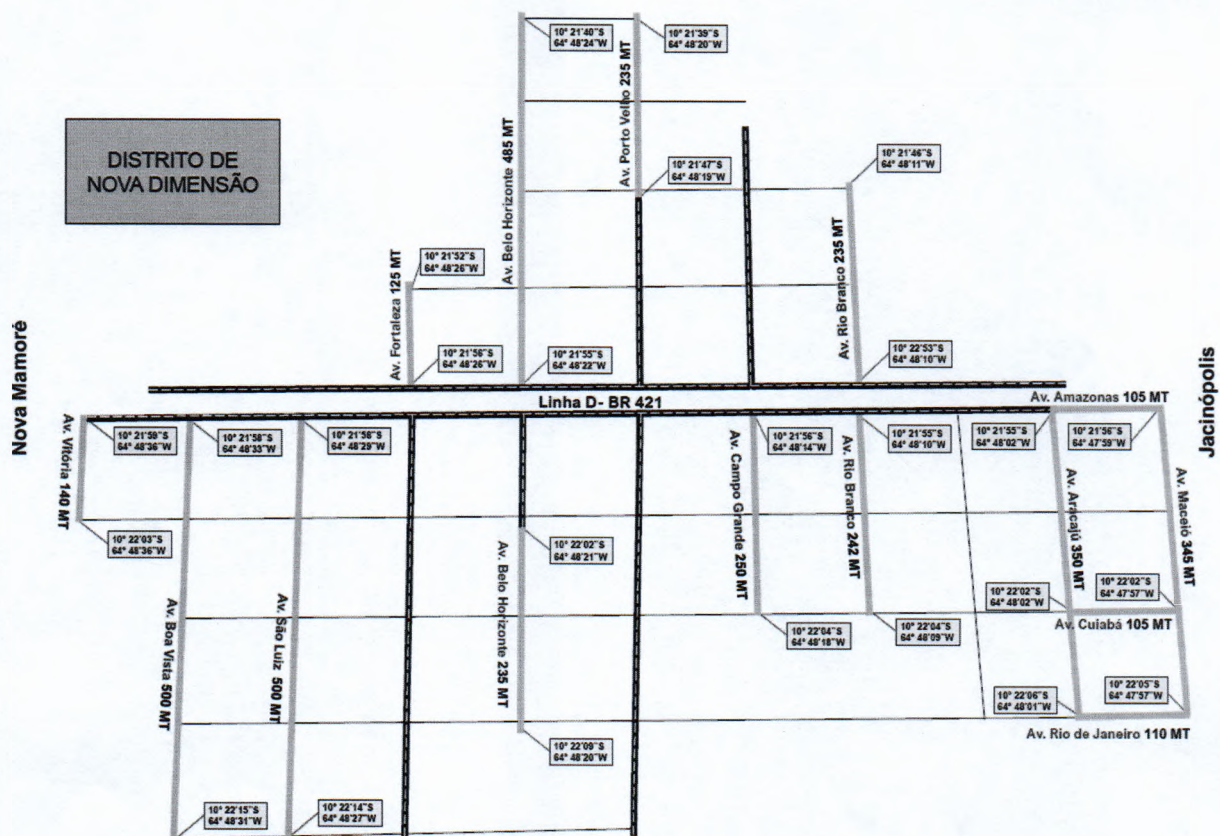 10° 21'40"S
64° 48'24"W
10° 21'39"S
64° 48'20"W
DISTRITO DE
NOVA DIMENSÃO
Av. Belo Horizonte 485 MT
Av. Porto Velho 235 MT
10° 21'47"S
64° 48'19"W
10° 21'46"S
64° 48'11"W
Av. Fortaleza 125 MT
10° 21'52"S
64° 48'26"W
Av. Rio Branco 235 MT
10° 21'56"S
64° 48'26"W
10° 21'55"S
64° 48'22"W
10° 22'53"S
64° 48'10"W
Nova Mamoré
Jacinópolis
Linha D- BR 421
Av. Amazonas 105 MT
Av. Vitória 140 MT
10° 21'59"S
64° 48'36"W
10° 21'58"S
64° 48'33"W
10° 21'58"S
64° 48'29"W
10° 21'56"S
64° 48'14"W
10° 21'55"S
64° 48'10"W
10° 21'55"S
64° 48'02"W
10° 21'56"S
64° 47'59"W
Av. Campo Grande 250 MT
Av. Rio Branco 242 MT
Av. Aracajú 350 MT
Av. Maceió 345 MT
10° 22'03"S
64° 48'36"W
10° 22'02"S
64° 48'21"W
Av. Boa Vista 500 MT
Av. São Luiz 500 MT
Av. Belo Horizonte 235 MT
10° 22'02"S
64° 48'02"W
10° 22'02"S
64° 47'57"W
10° 22'04"S
64° 48'18"W
10° 22'04"S
64° 48'09"W
Av. Cuiabá 105 MT
10° 22'06"S
64° 48'01"W
10° 22'05"S
64° 47'57"W
Av. Rio de Janeiro 110 MT
10° 22'09"S
64° 48'20"W
10° 22'15"S
64° 48'31"W
10° 22'14"S
64° 48'27"W